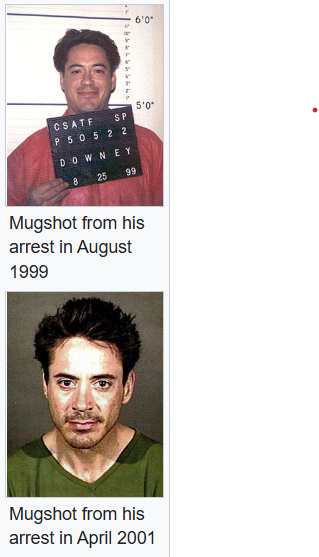 6'0"
5'0"
CSATF SP
P50522
DOWNEY
8 25 99
Mugshot from his
arrest in August
1999
Mugshot from his
arrest in April 2001